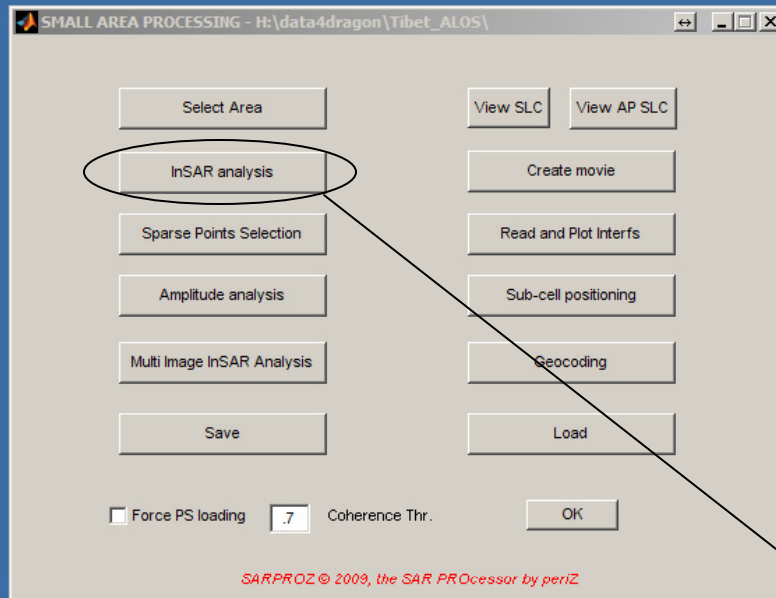 SMALL AREA PROCESSING - H:\data4dragon\Tibet_ALOS\
Select Area
View SLC
View AP SLC
InSAR analysis
Create movie
Sparse Points Selection
Read and Plot Interfs
Amplitude analysis
Sub-cell positioning
Multi Image InSAR Analysis
Geocoding
Save
Load
Force PS loading
.7
Coherence Thr.
OK
SARPROZ © 2009, the SAR PROcessor by periZ